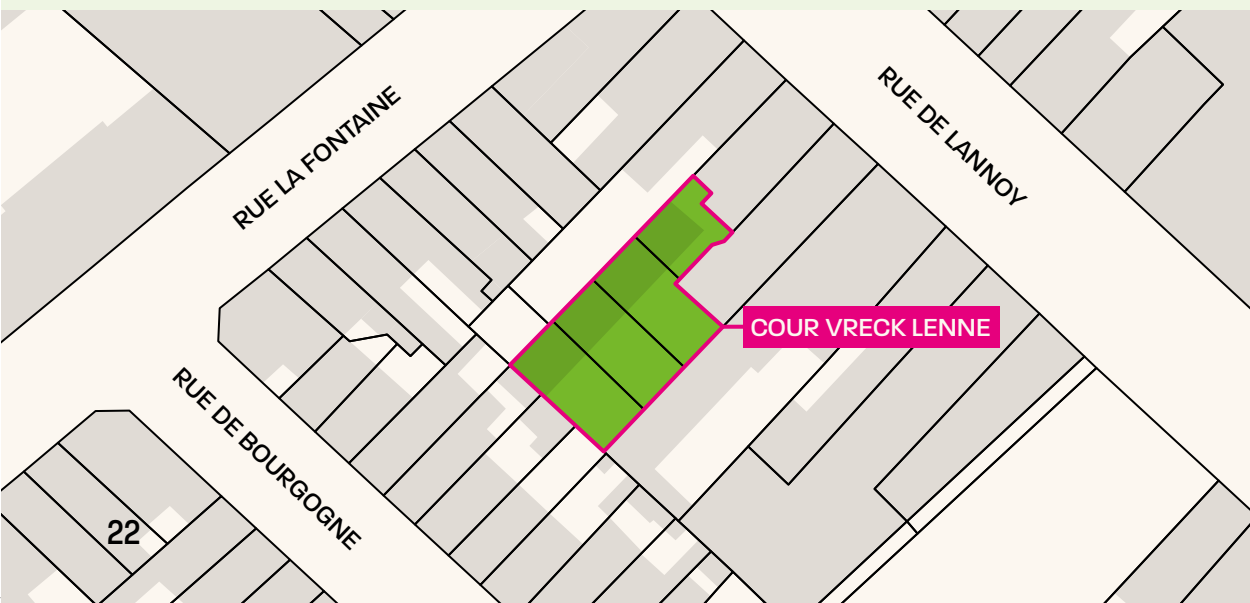 RUE LA FONTAINE
RUE DE LANNOY
COUR VRECK LENNE
RUE DE BOURGOGNE
22